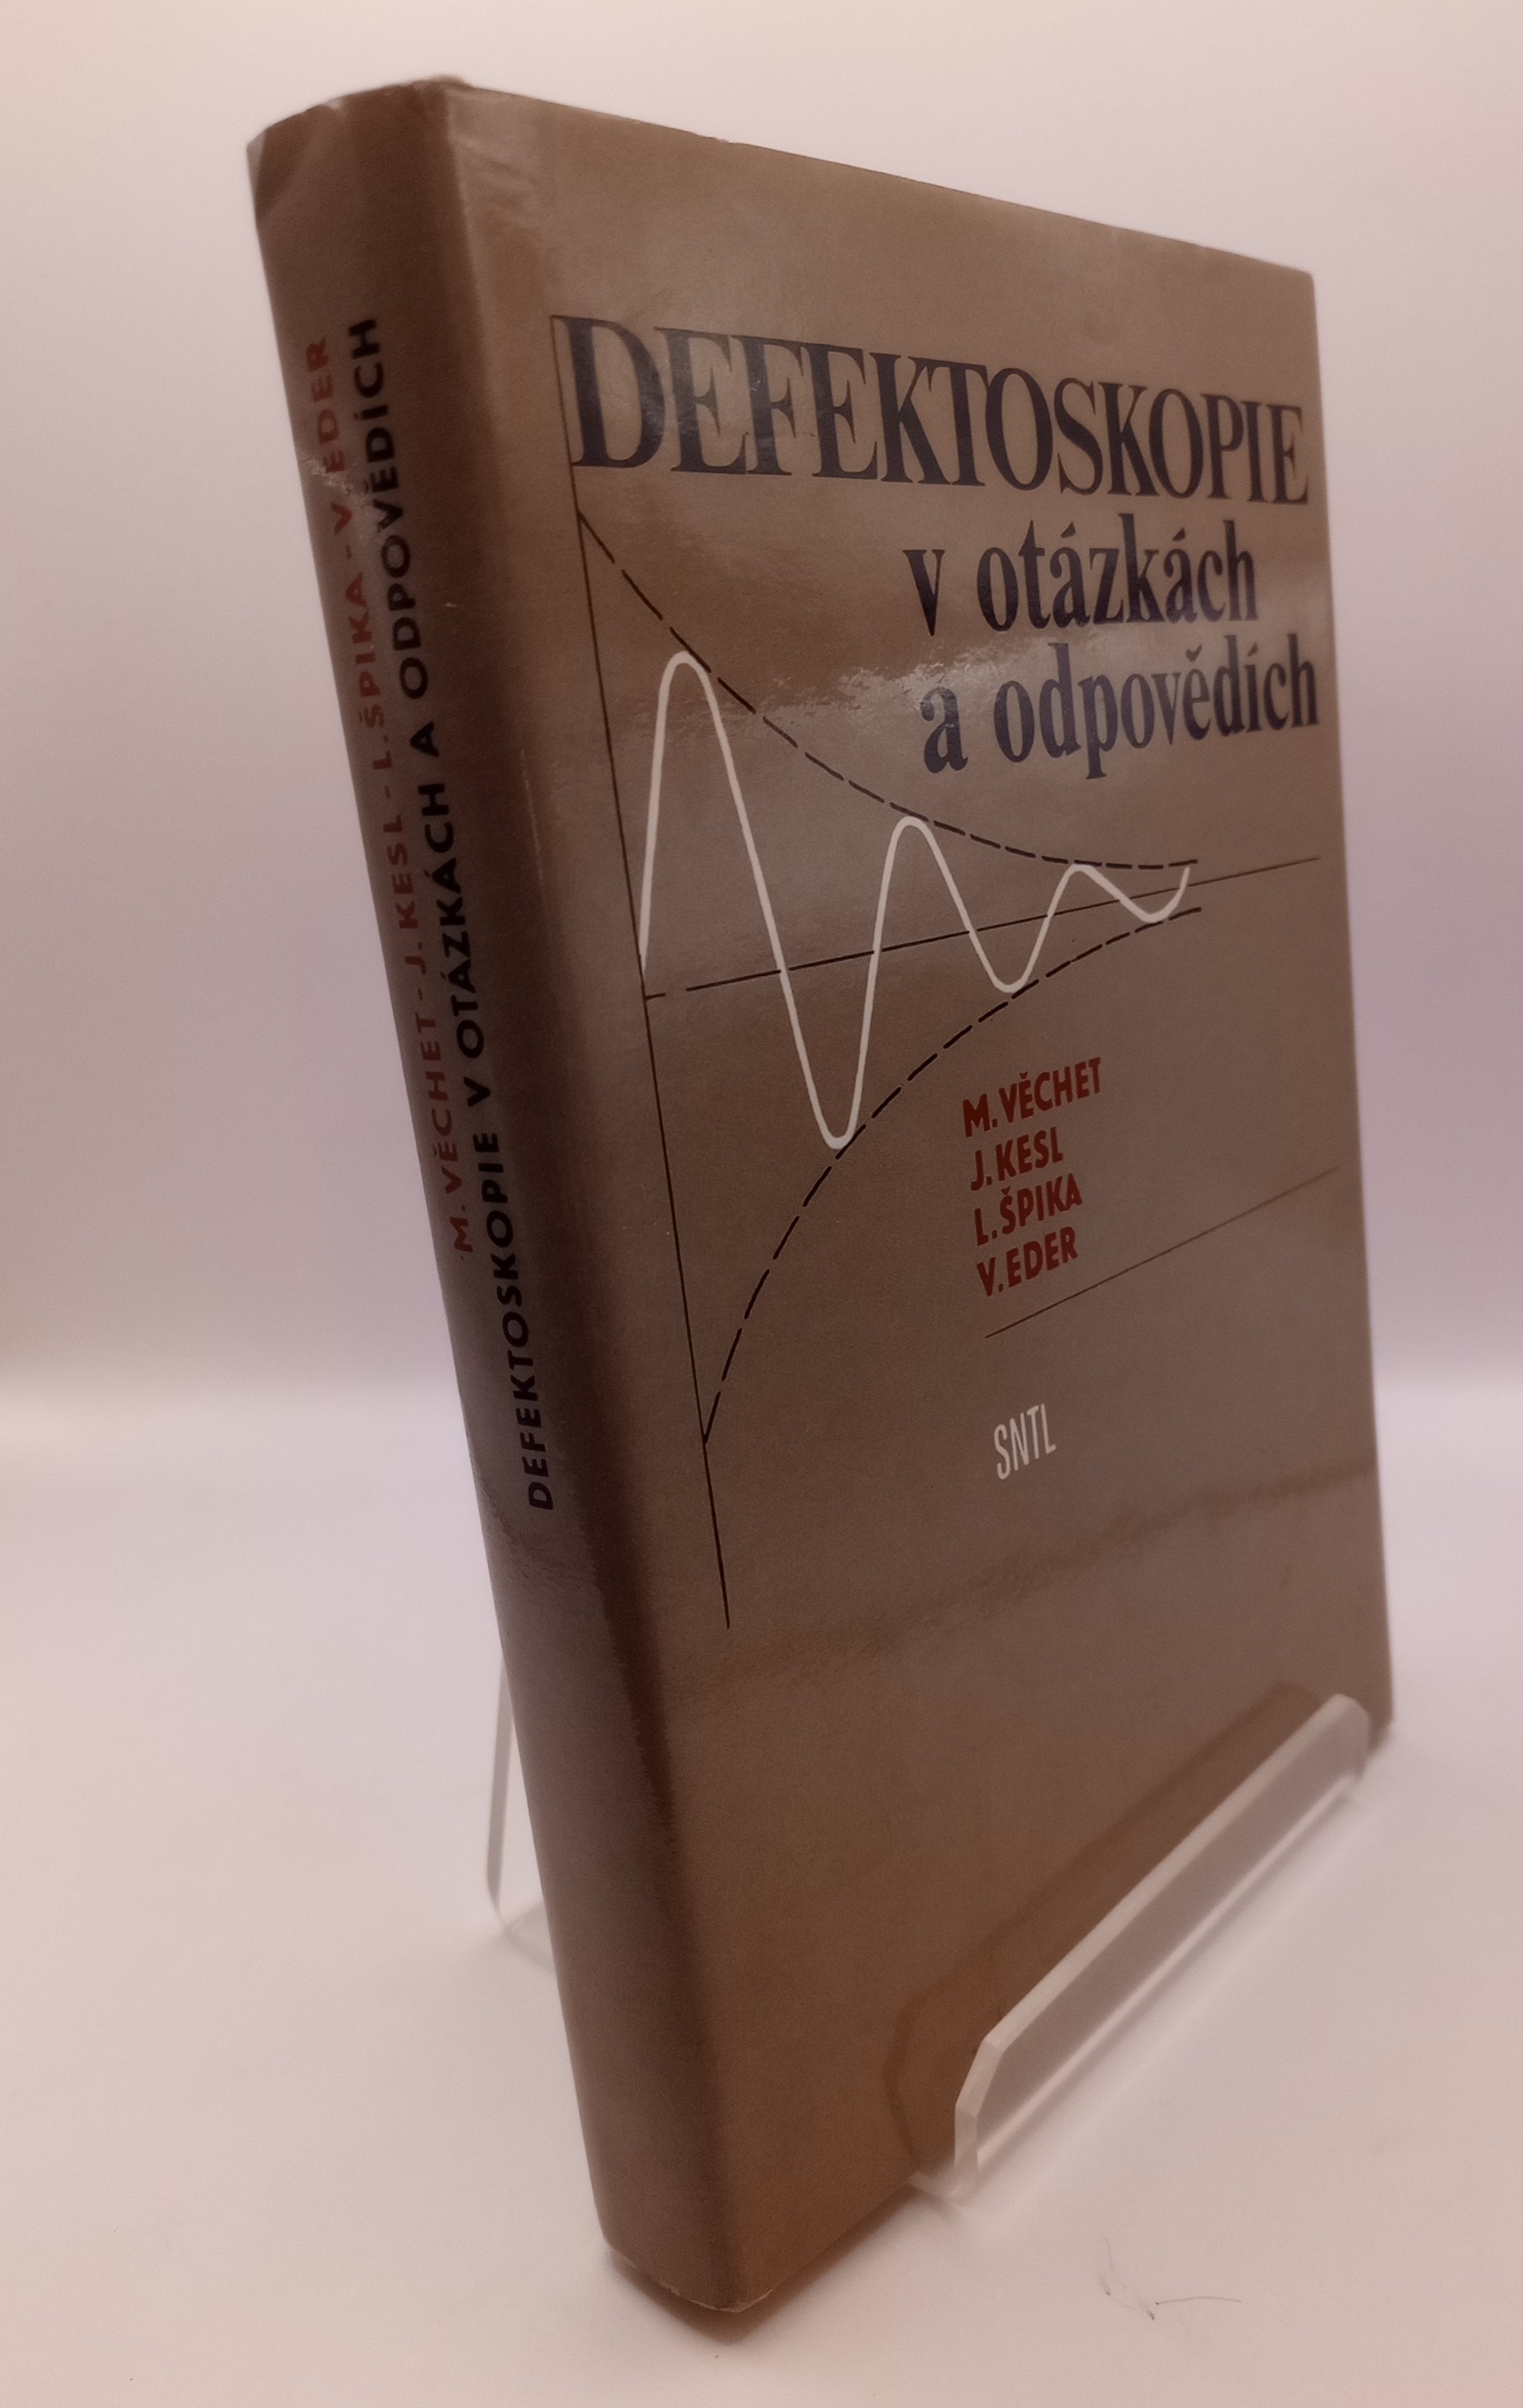 M. VĚCHET - J. KESL - L. ŠPIKA - V. EDER
DEFEKTOSKOPIE V OTÁZKÁCH A ODPOVĚDÍCH
DEFEKTOSKOPIE
v otázkách
a odpovědích
M. VĚCHET
J. KESL
L. ŠPIKA
V. EDER
SNTL